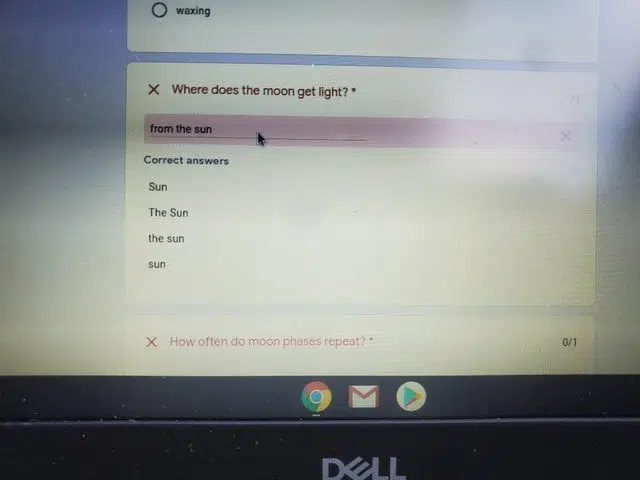 waxing
Where does the moon get light? *
from the sun
Correct answers
Sun
The Sun
the sun
sun
How often do moon phases repeat? *
0/1
DELL